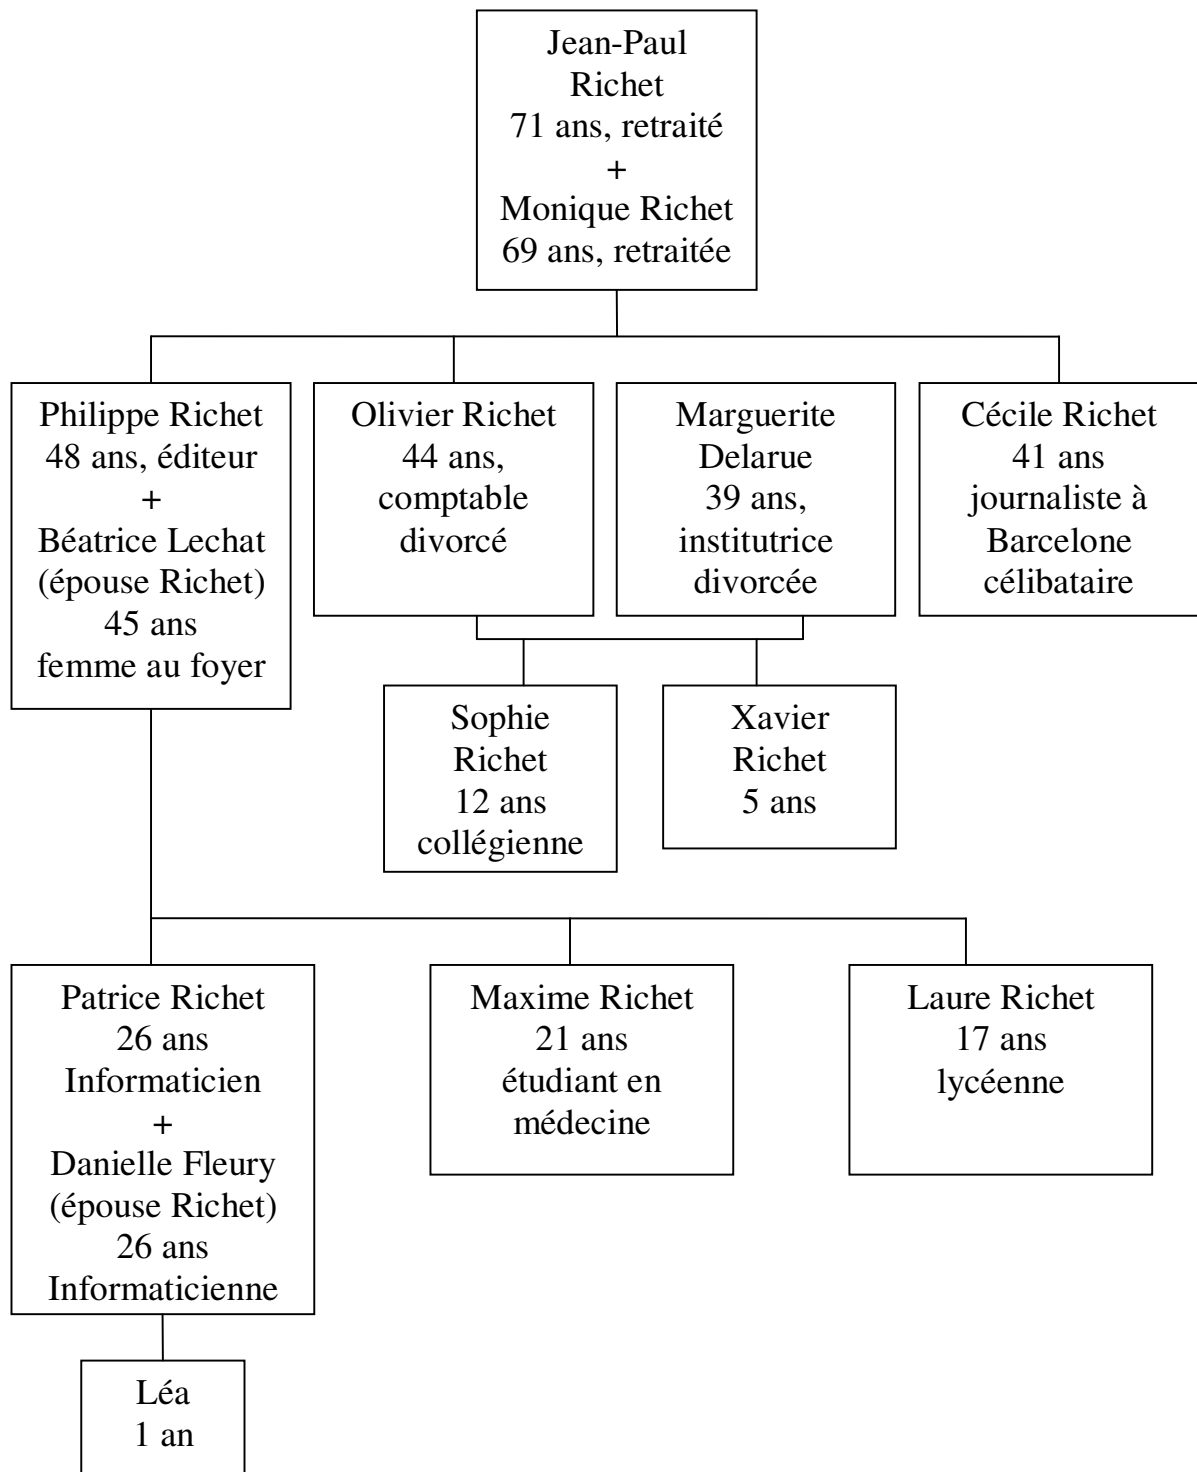 Jean-Paul
Richet
71 ans, retraité
+
Monique Richet
69 ans, retraitée
Philippe Richet
48 ans, éditeur
+
Béatrice Lechat
(épouse Richet)
45 ans
femme au foyer
Olivier Richet
44 ans,
comptable
divorcé
Marguerite
Delarue
39 ans,
institutrice
divorcée
Cécile Richet
41 ans
journaliste à
Barcelone
célibataire
Sophie
Richet
12 ans
collégienne
Xavier
Richet
5 ans
Patrice Richet
26 ans
Informaticien
+
Danielle Fleury
(épouse Richet)
26 ans
Informaticienne
Maxime Richet
21 ans
étudiant en
médecine
Laure Richet
17 ans
lycéenne
Léa
1 an